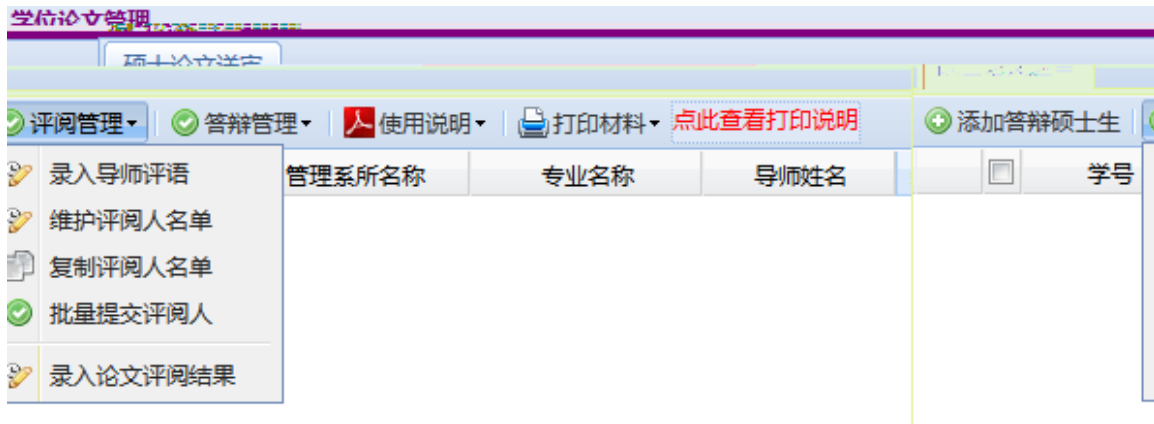 学位论文管理
硕士论文送审
评阅管理 答辩管理 使用说明 打印材料 点此查看打印说明 添加答辩硕士生
录入导师评语 管理系所名称 专业名称 导师姓名 学号
维护评阅人名单
复制评阅人名单
批量提交评阅人
录入论文评阅结果